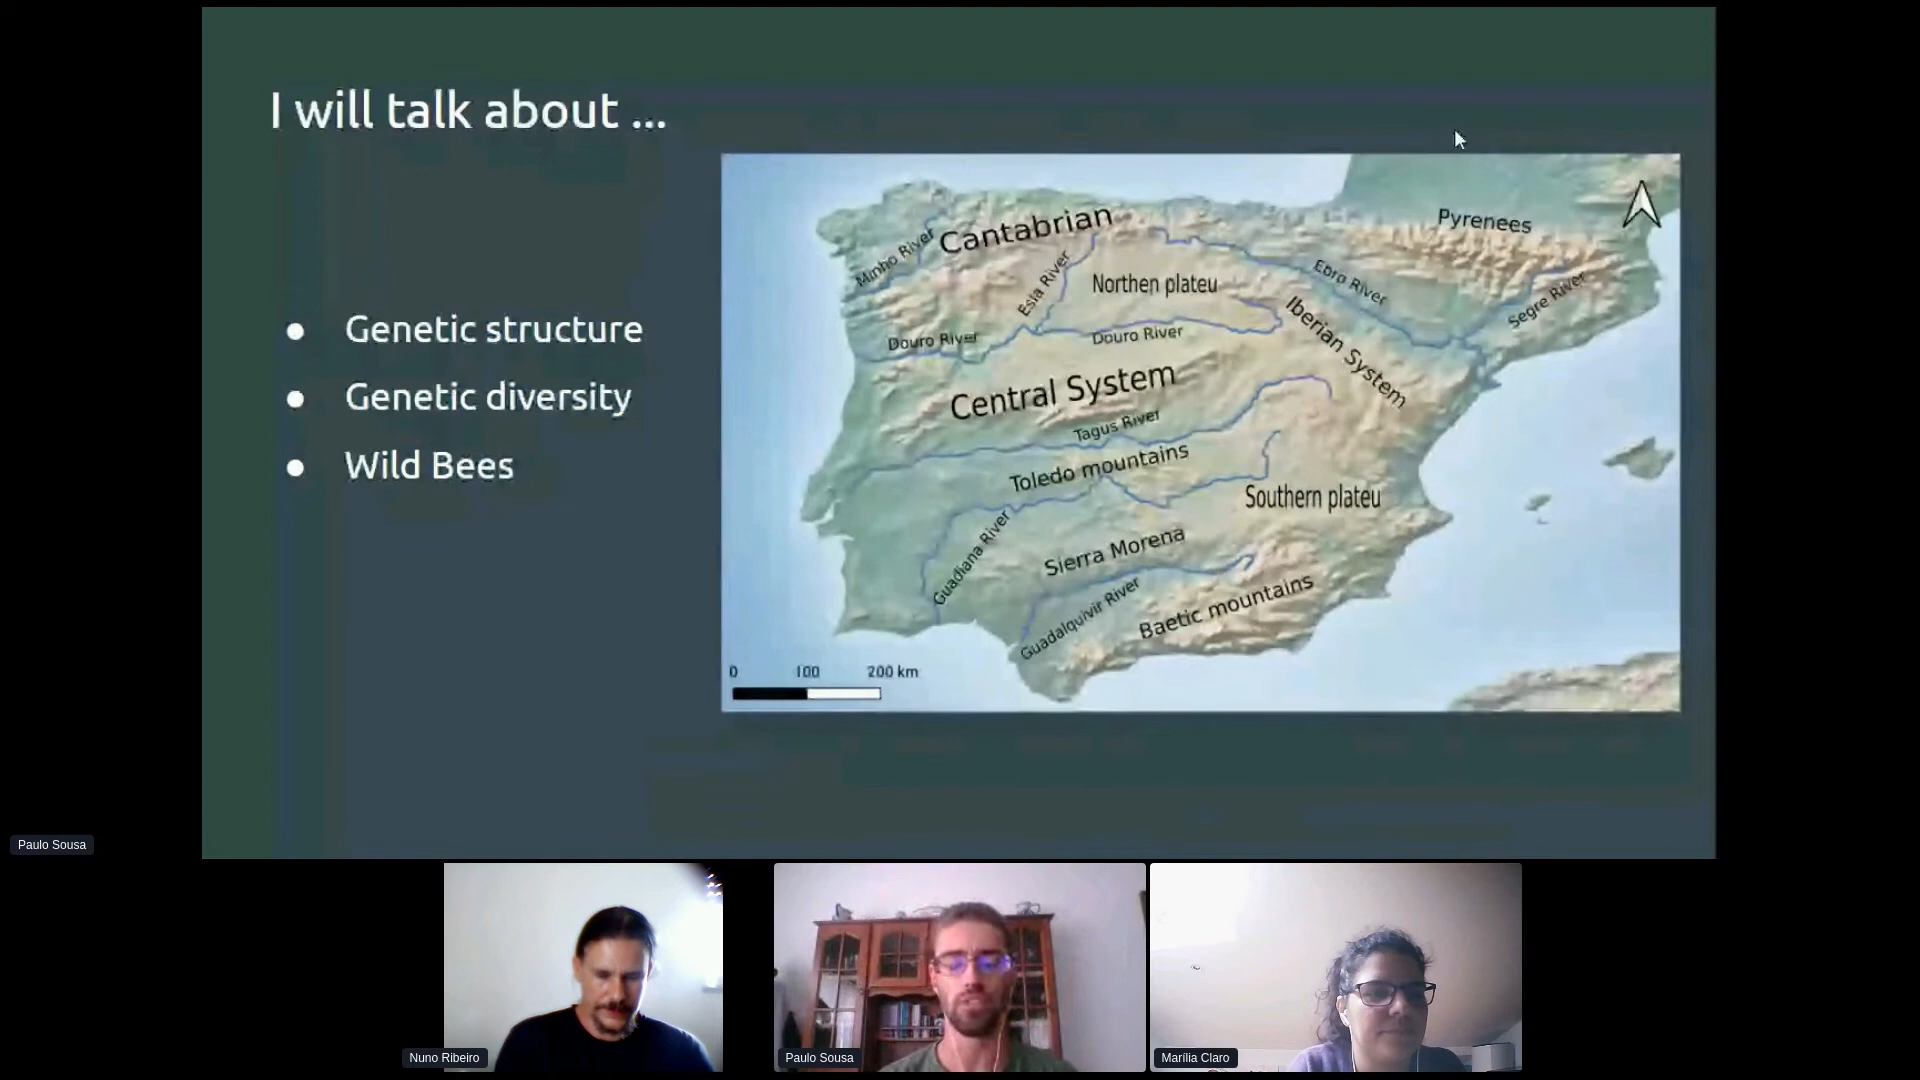 I will talk about ...
● Genetic structure
● Genetic diversity
● Wild Bees
Cantabrian
Pyrenees
Minho River
Esla River
Northen plateu
Ebro River
Segre River
Iberian System
Douro River
Douro River
Central System
Tagus River
Toledo mountains
Southern plateu
Guadiana River
Sierra Morena
Guadalquivir River
Baetic mountains
0 100 200 km
Paulo Sousa
Nuno Ribeiro
Paulo Sousa
Marília Claro